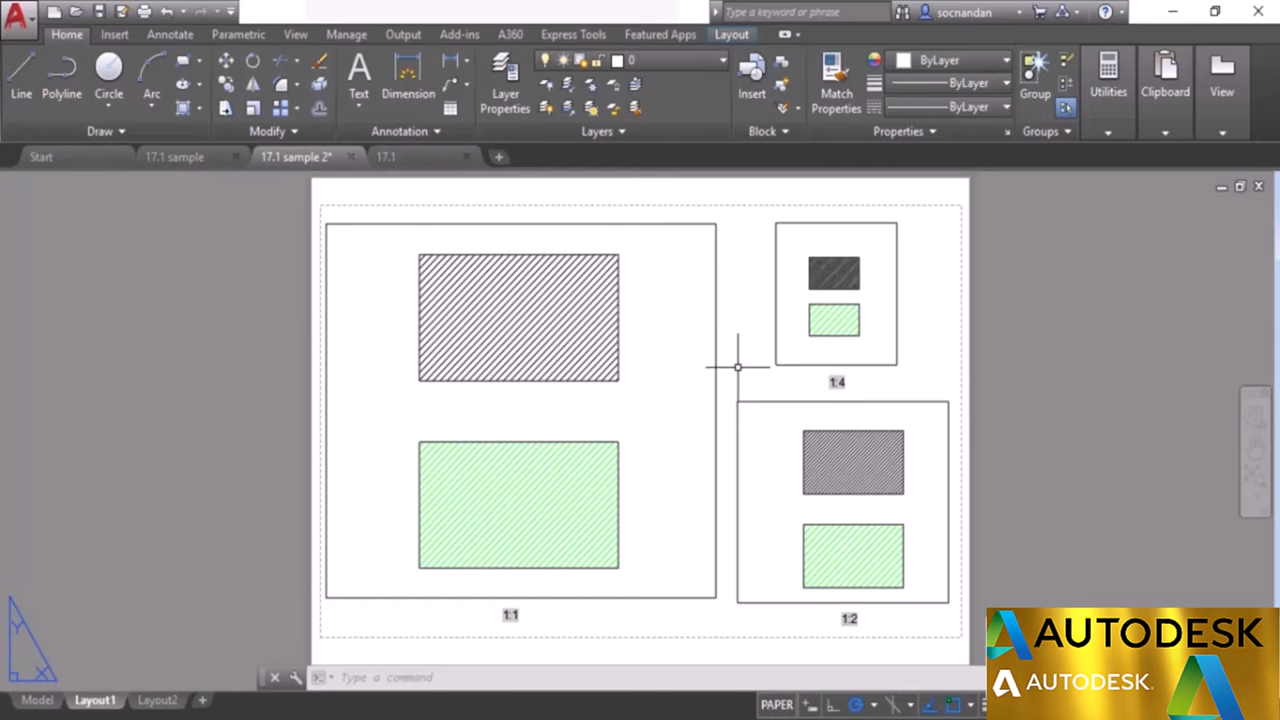 Type a keyword or phrase
socnandan
Home Insert Annotate Parametric View Manage Output Add-ins A360 Express Tools Featured Apps Layout
Line Polyline Circle Arc Text Dimension Layer Properties Insert Match Properties Group Utilities Clipboard View
0
ByLayer
ByLayer
ByLayer
Draw Modify Annotation Layers Block Properties Groups
Start 17.1 sample 17.1 sample 2* 17.1
1:4
1:1
1:2
Y
X
Type a command
Model Layout1 Layout2
PAPER
AUTODESK
AUTODESK.